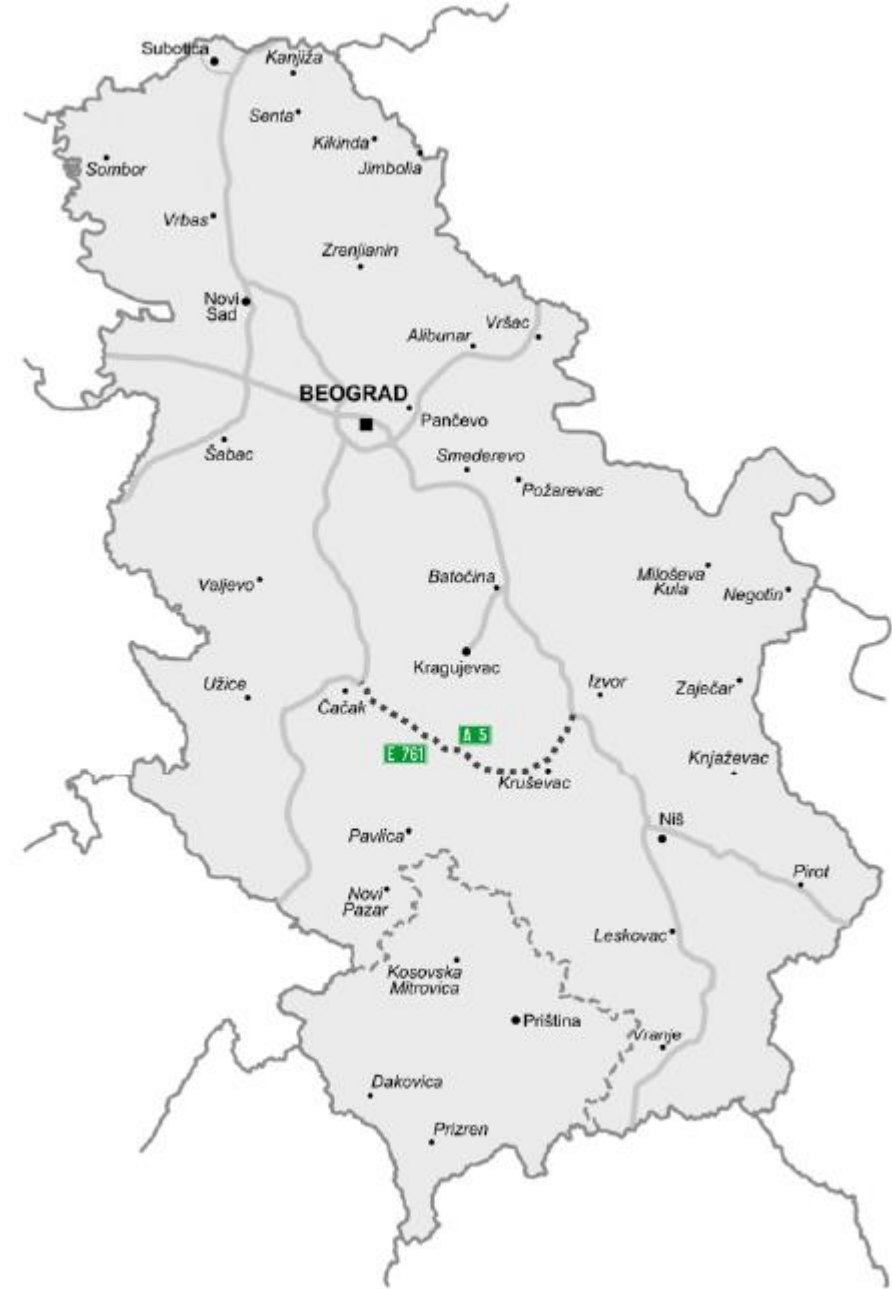 Subotica
Kanjiža
Senta
Kikinda
Jimbolia
Sombor
Vrbas
Zrenjianin
Novi
Sad
Vršac
Alibunar
BEOGRAD
Pančevo
Šabac
Smederevo
Požarevac
Valjevo
Batočina
Miloševa
Kula
Negotin
Kragujevac
Užice
Čačak
Izvor
Zaječar
A 5
E 761
Kruševac
Knjaževac
Niš
Pavlica
Pirot
Novi
Pazar
Leskovac
Kosovska
Mitrovica
Priština
Vranje
Dakovica
Prizren